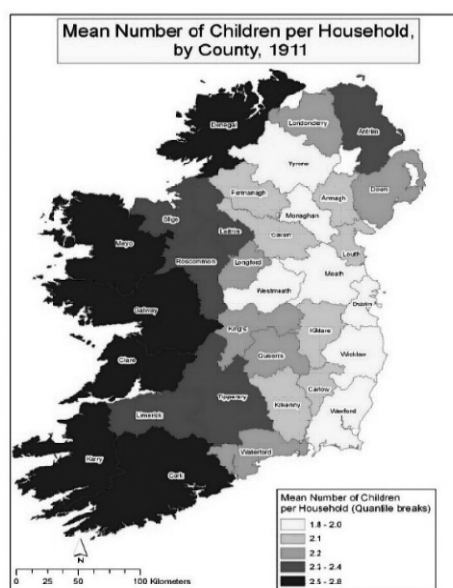 Mean Number of Children per Household,
by County, 1911
Donegal
Londonderry
Antrim
Tyrone
Fermanagh
Armagh
Down
Monaghan
Sligo
Leitrim
Cavan
Louth
Mayo
Roscommon
Longford
Meath
Westmeath
Dublin
Galway
King's
Kildare
Queen's
Wicklow
Clare
Carlow
Tipperary
Kilkenny
Wexford
Limerick
Waterford
Kerry
Cork
Mean Number of Children
per Household (Quantile breaks)
1.8 - 2.0
2.1
2.2
2.3 - 2.4
2.5 - 2.8
N
0 25 50 100 Kilometers